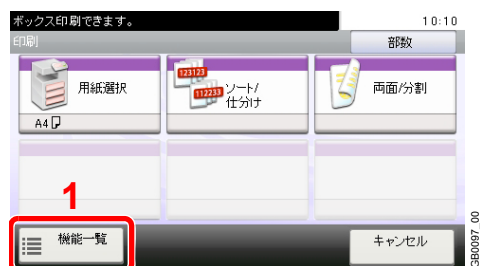 ボックス印刷できます。 10:10
印刷 部数
用紙選択
A4
123123
112233
ソート/
仕分け
両面/分割
1
機能一覧
キャンセル
GB0097_00